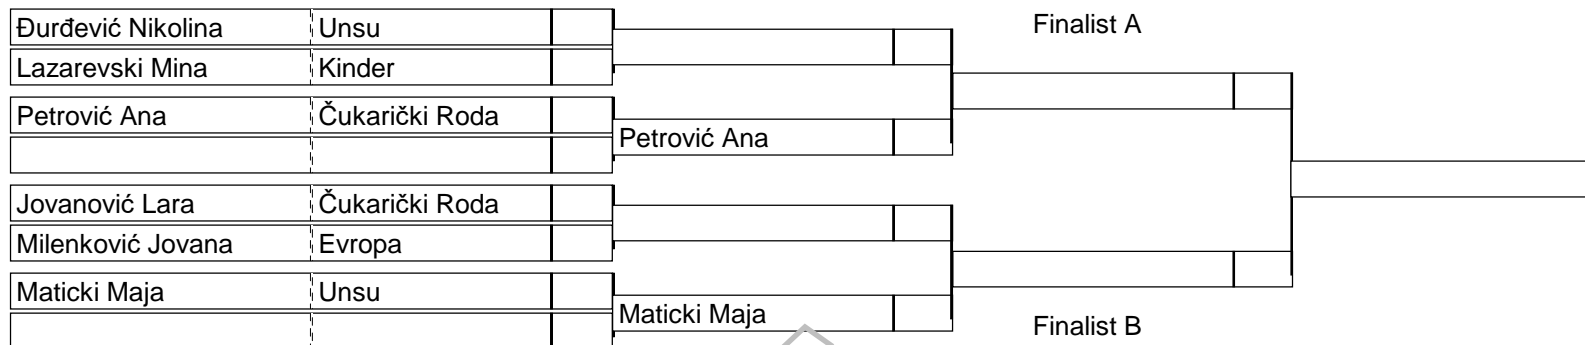 Đurđević Nikolina Unsu
Finalist A
Lazarevski Mina Kinder
Petrović Ana Čukarički Roda
Petrović Ana
Jovanović Lara Čukarički Roda
Milenković Jovana Evropa
Maticki Maja Unsu
Maticki Maja
Finalist B